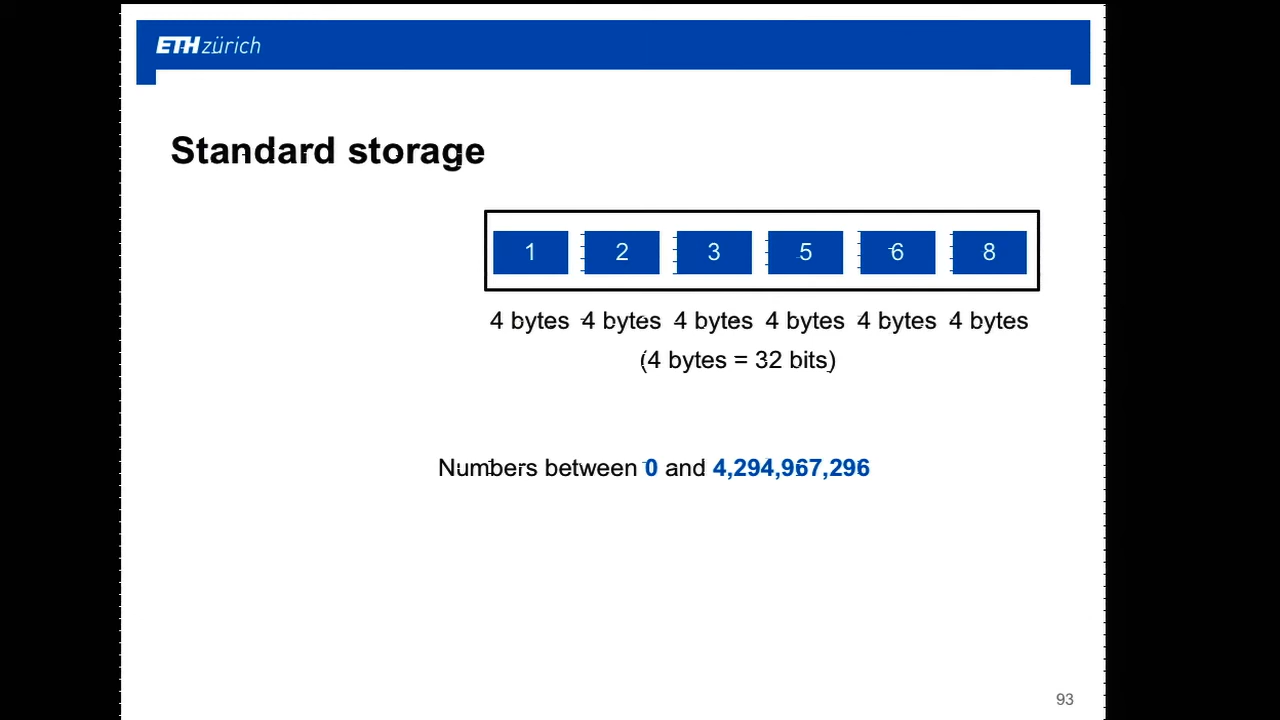 ETH zürich
Standard storage
1 2 3 5 6 8
4 bytes 4 bytes 4 bytes 4 bytes 4 bytes 4 bytes
(4 bytes = 32 bits)
Numbers between 0 and 4,294,967,296
93